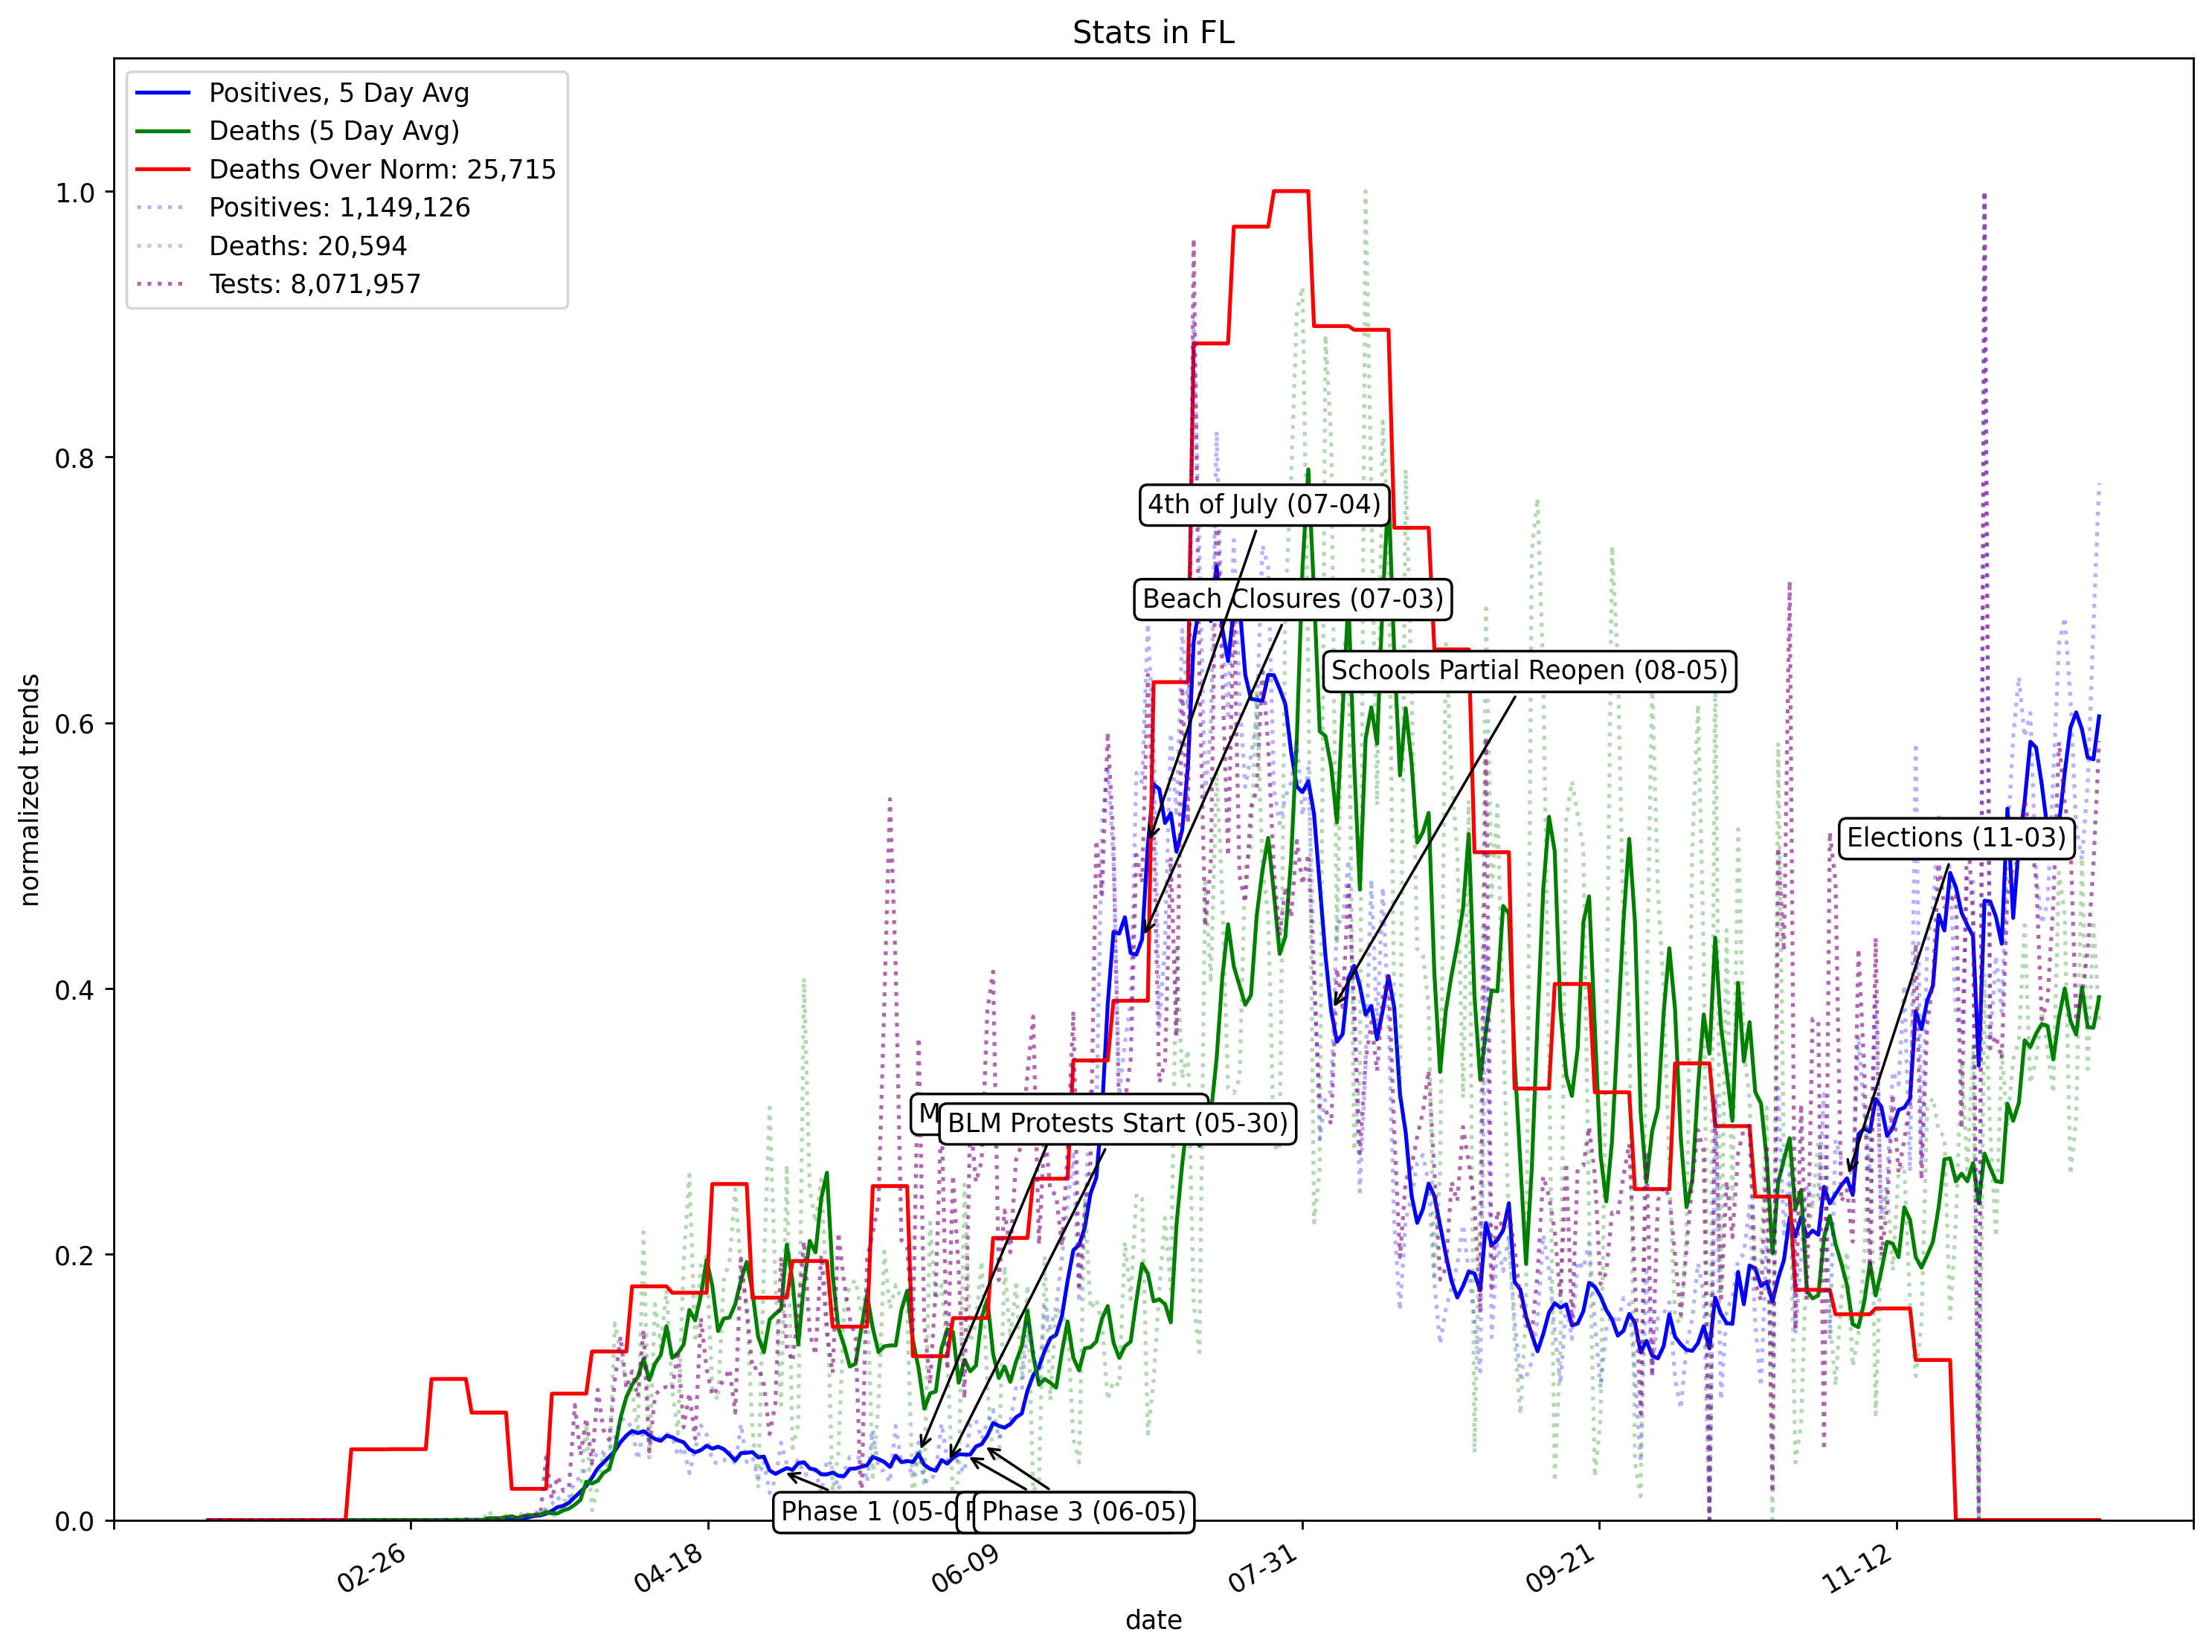 Stats in FL
Positives, 5 Day Avg
Deaths (5 Day Avg)
Deaths Over Norm: 25,715
Positives: 1,149,126
Deaths: 20,594
Tests: 8,071,957
1.0
0.8
0.6
0.4
0.2
0.0
normalized trends
4th of July (07-04)
Beach Closures (07-03)
Schools Partial Reopen (08-05)
Elections (11-03)
BLM Protests Start (05-30)
Phase 1 (05-0
Phase 3 (06-05)
02-26
04-18
06-09
07-31
09-21
11-12
date